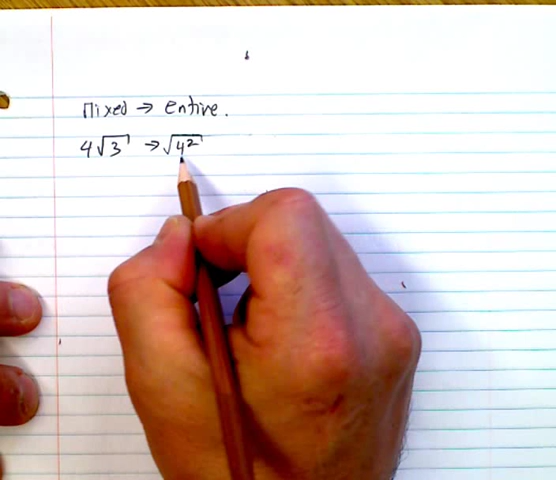 Mixed → Entire.
4√3 → √4²